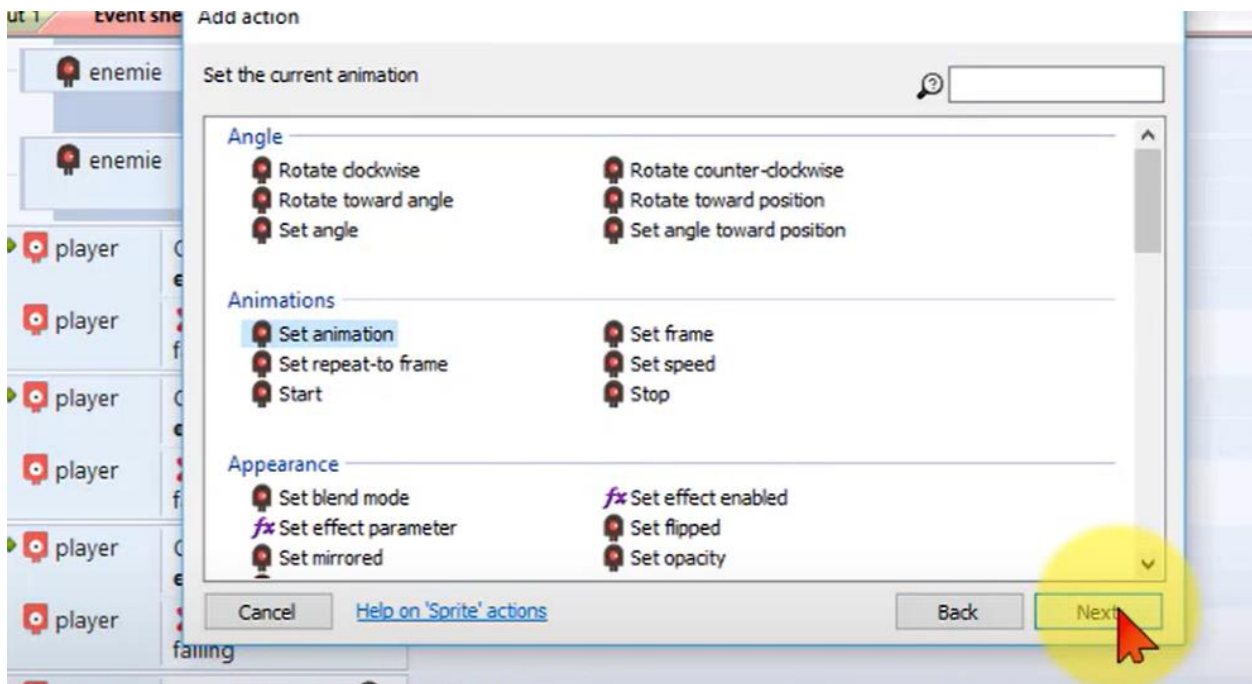 ut 1 Event she Add action
enemie Set the current animation
enemie
Angle
Rotate clockwise Rotate counter-clockwise
Rotate toward angle Rotate toward position
Set angle Set angle toward position
player
Animations
player
Set animation Set frame
Set repeat-to frame Set speed
Start Stop
player
Appearance
player
Set blend mode fx Set effect enabled
fx Set effect parameter Set flipped
Set mirrored Set opacity
player
Cancel Help on 'Sprite' actions Back Next
player
falling